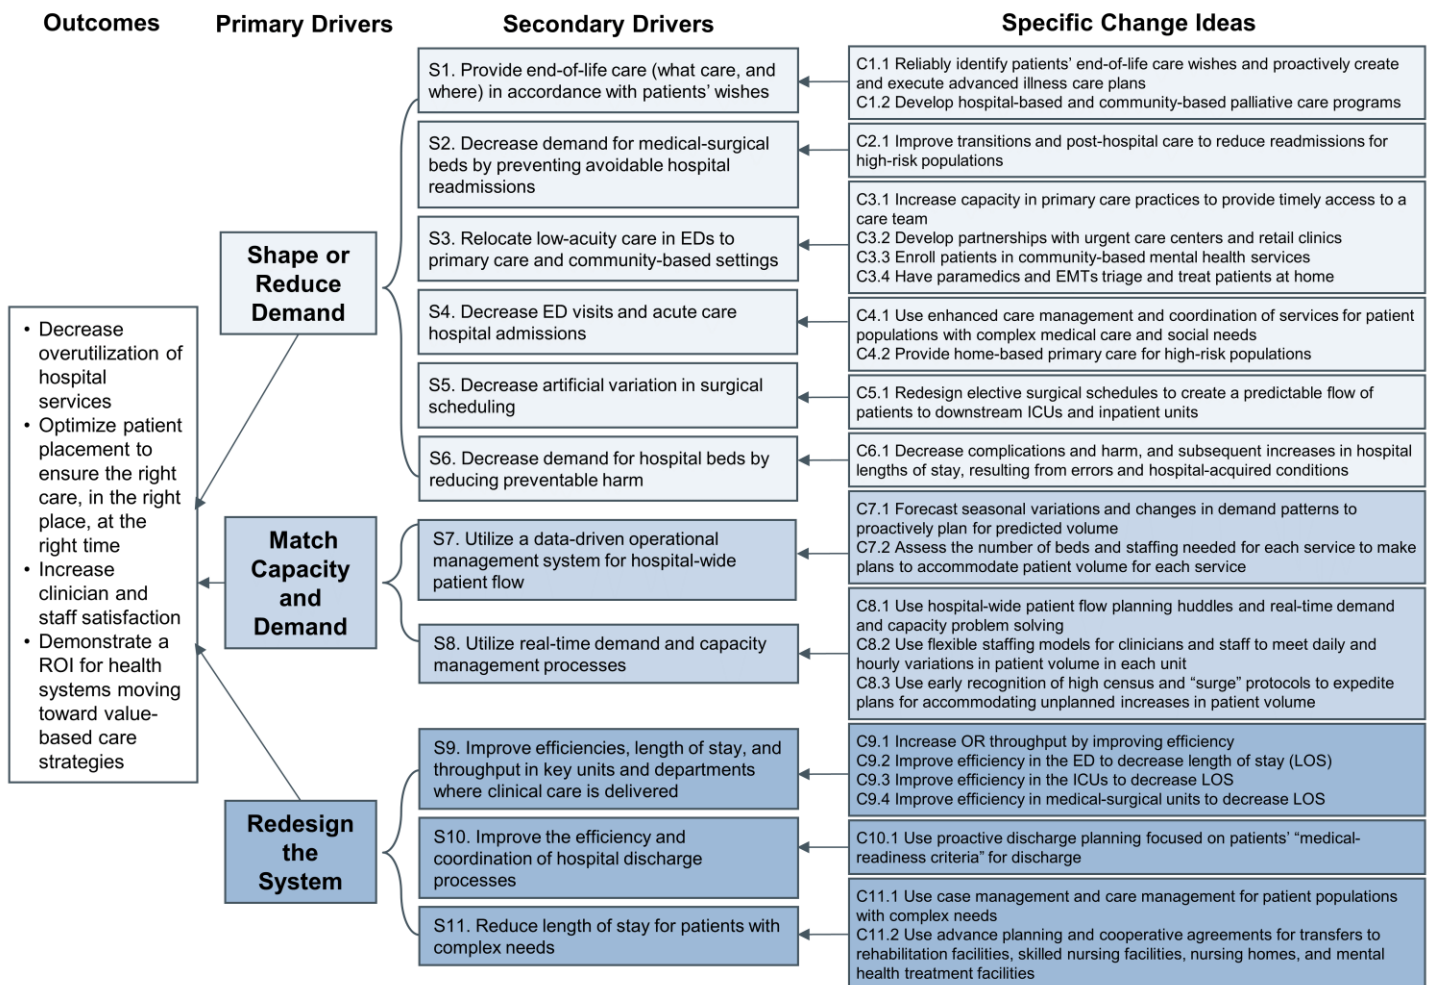 Outcomes
Primary Drivers
Secondary Drivers
Specific Change Ideas
• Decrease
overutilization of
hospital
services
• Optimize patient
placement to
ensure the right
care, in the right
place, at the
right time
• Increase
clinician and
staff satisfaction
• Demonstrate a
ROI for health
systems moving
toward value-
based care
strategies
Shape or
Reduce
Demand
Match
Capacity
and
Demand
Redesign
the
System
S1. Provide end-of-life care (what care, and
where) in accordance with patients’ wishes
S2. Decrease demand for medical-surgical
beds by preventing avoidable hospital
readmissions
S3. Relocate low-acuity care in EDs to
primary care and community-based settings
S4. Decrease ED visits and acute care
hospital admissions
S5. Decrease artificial variation in surgical
scheduling
S6. Decrease demand for hospital beds by
reducing preventable harm
S7. Utilize a data-driven operational
management system for hospital-wide
patient flow
S8. Utilize real-time demand and capacity
management processes
S9. Improve efficiencies, length of stay, and
throughput in key units and departments
where clinical care is delivered
S10. Improve the efficiency and
coordination of hospital discharge
processes
S11. Reduce length of stay for patients with
complex needs
C1.1 Reliably identify patients’ end-of-life care wishes and proactively create
and execute advanced illness care plans
C1.2 Develop hospital-based and community-based palliative care programs
C2.1 Improve transitions and post-hospital care to reduce readmissions for
high-risk populations
C3.1 Increase capacity in primary care practices to provide timely access to a
care team
C3.2 Develop partnerships with urgent care centers and retail clinics
C3.3 Enroll patients in community-based mental health services
C3.4 Have paramedics and EMTs triage and treat patients at home
C4.1 Use enhanced care management and coordination of services for patient
populations with complex medical care and social needs
C4.2 Provide home-based primary care for high-risk populations
C5.1 Redesign elective surgical schedules to create a predictable flow of
patients to downstream ICUs and inpatient units
C6.1 Decrease complications and harm, and subsequent increases in hospital
lengths of stay, resulting from errors and hospital-acquired conditions
C7.1 Forecast seasonal variations and changes in demand patterns to
proactively plan for predicted volume
C7.2 Assess the number of beds and staffing needed for each service to make
plans to accommodate patient volume for each service
C8.1 Use hospital-wide patient flow planning huddles and real-time demand
and capacity problem solving
C8.2 Use flexible staffing models for clinicians and staff to meet daily and
hourly variations in patient volume in each unit
C8.3 Use early recognition of high census and “surge” protocols to expedite
plans for accommodating unplanned increases in patient volume
C9.1 Increase OR throughput by improving efficiency
C9.2 Improve efficiency in the ED to decrease length of stay (LOS)
C9.3 Improve efficiency in the ICUs to decrease LOS
C9.4 Improve efficiency in medical-surgical units to decrease LOS
C10.1 Use proactive discharge planning focused on patients’ “medical-
readiness criteria” for discharge
C11.1 Use case management and care management for patient populations
with complex needs
C11.2 Use advance planning and cooperative agreements for transfers to
rehabilitation facilities, skilled nursing facilities, nursing homes, and mental
health treatment facilities